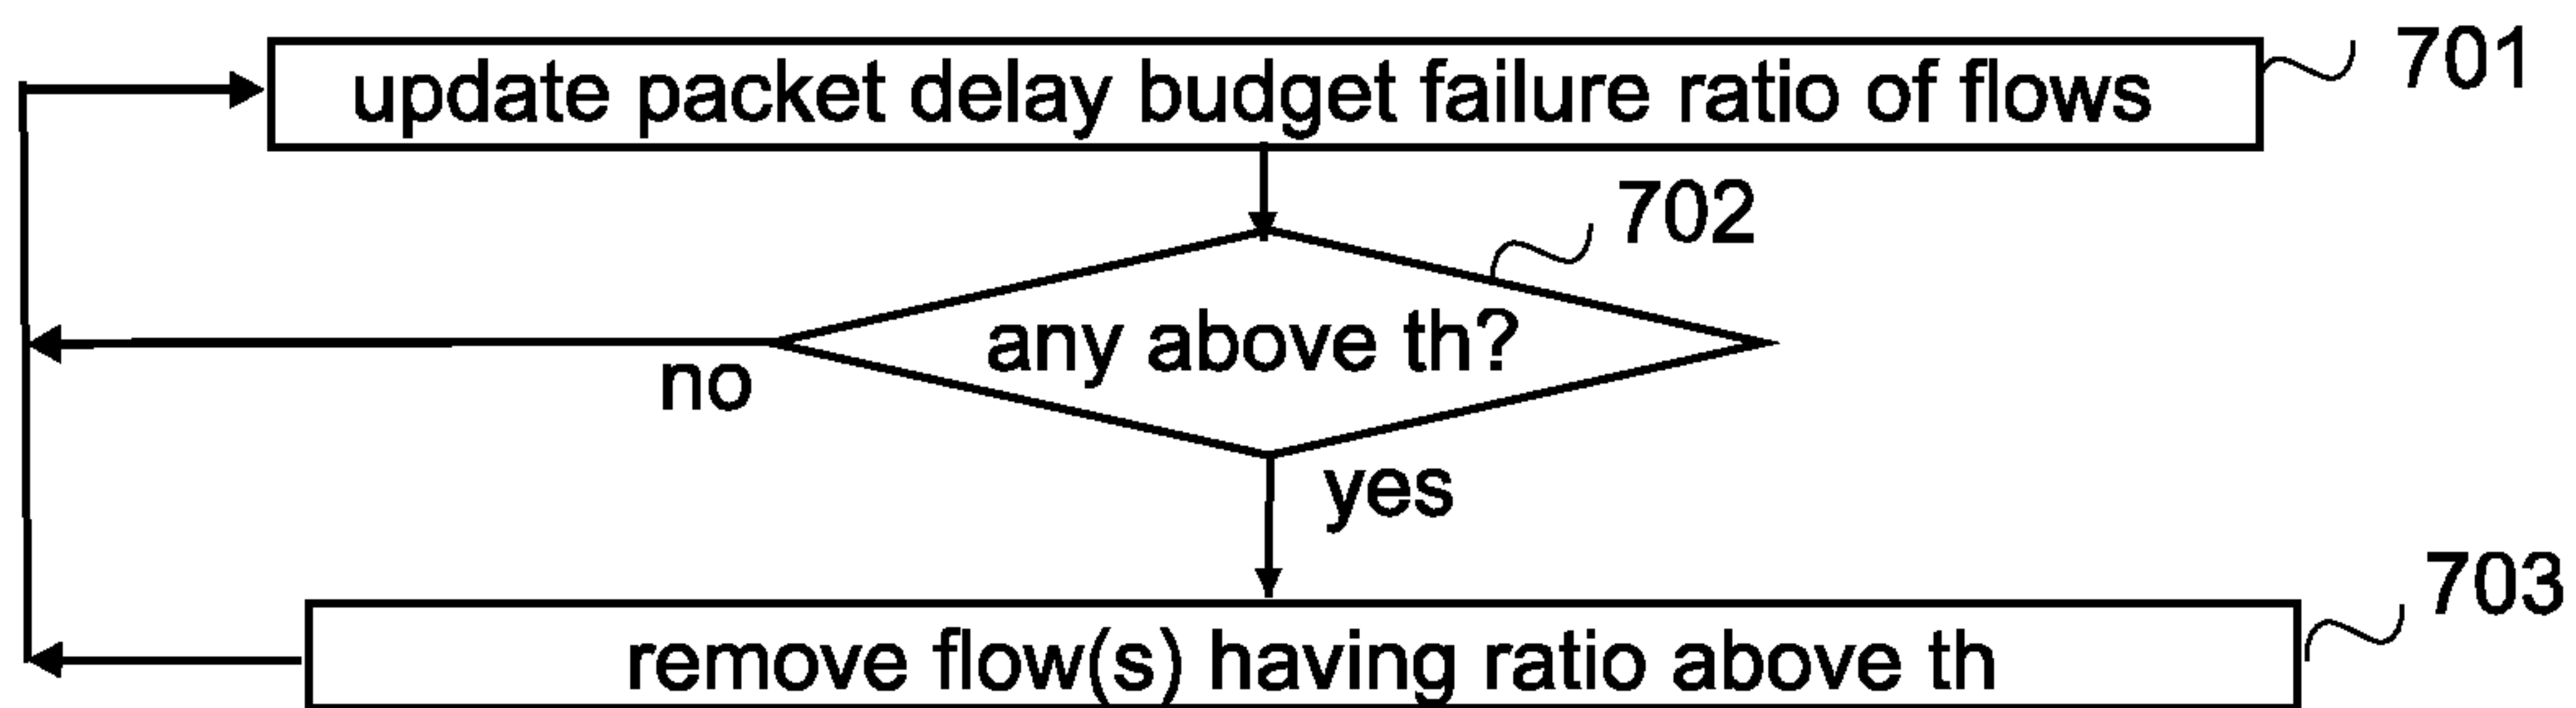 update packet delay budget failure ratio of flows
701
702
any above th?
no
yes
703
remove flow(s) having ratio above th